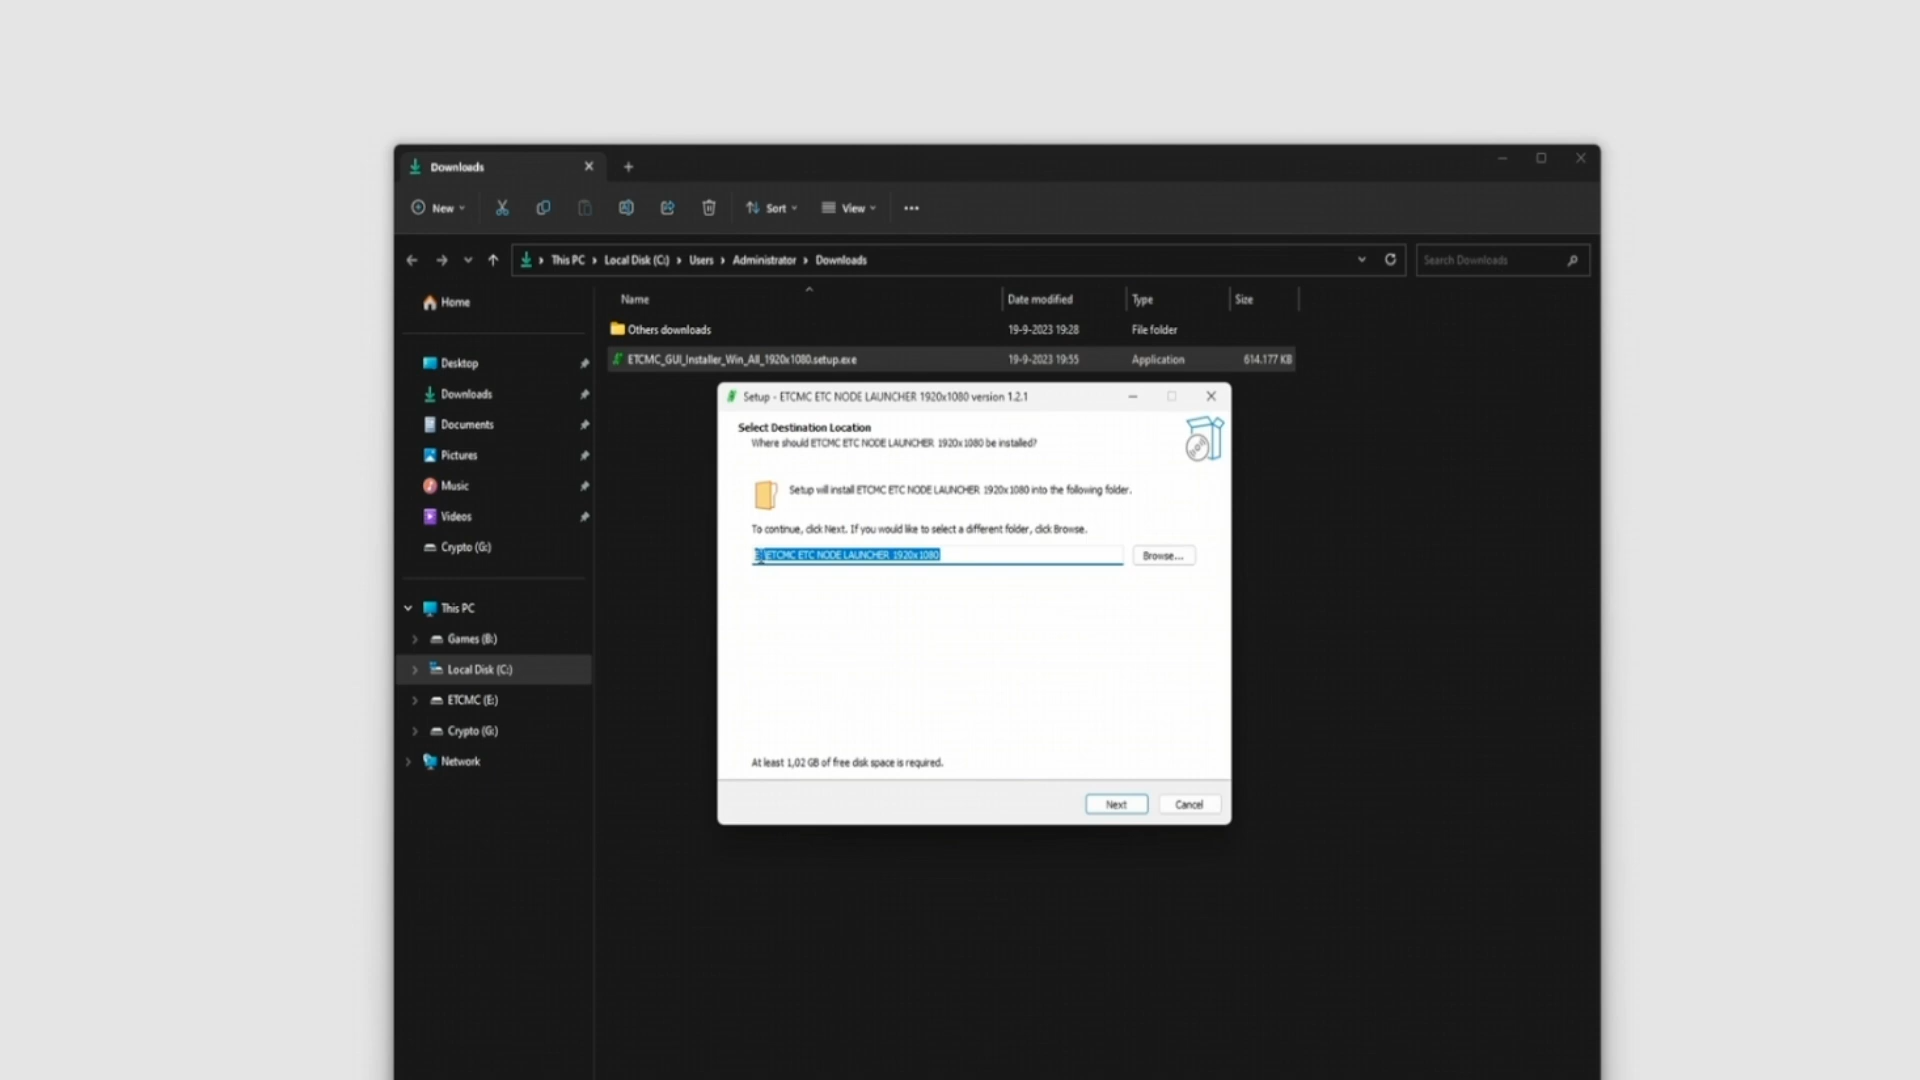 Downloads
New
Sort
View
This PC > Local Disk (C:) > Users > Administrator > Downloads
Search Downloads
Name Date modified Type Size
Others downloads 19-9-2023 19:28 File folder
ETCMC_GUI_Installer_Win_All_1920x1080.setup.exe 19-9-2023 19:55 Application 614.177 KB
Home
Desktop
Downloads
Documents
Pictures
Music
Videos
Crypto (G:)
This PC
Games (B:)
Local Disk (C:)
ETCMC (E:)
Crypto (G:)
Network
Setup - ETCMC ETC NODE LAUNCHER 1920x1080 version 1.2.1
Select Destination Location
Where should ETCMC ETC NODE LAUNCHER 1920x1080 be installed?
Setup will install ETCMC ETC NODE LAUNCHER 1920x1080 into the following folder.
To continue, click Next. If you would like to select a different folder, click Browse.
ETCMC ETC NODE LAUNCHER 1920x1080
Browse...
At least 1,02 GB of free disk space is required.
Next
Cancel